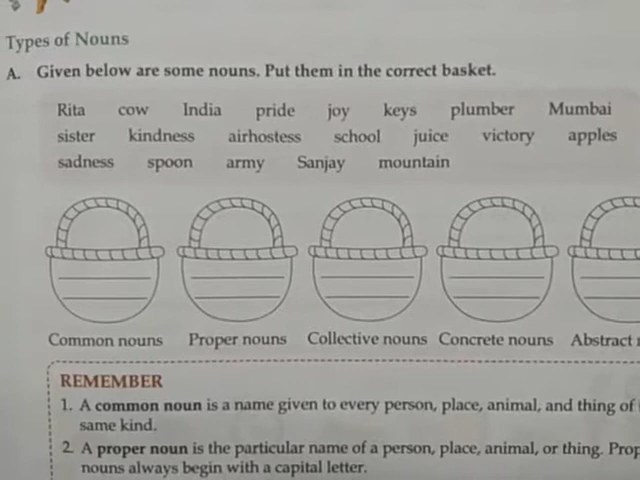 Types of Nouns
A. Given below are some nouns. Put them in the correct basket.
Rita cow India pride joy keys plumber Mumbai
sister kindness airhostess school juice victory apples
sadness spoon army Sanjay mountain
Common nouns Proper nouns Collective nouns Concrete nouns Abstract
REMEMBER
1. A common noun is a name given to every person, place, animal, and thing of
same kind.
2. A proper noun is the particular name of a person, place, animal, or thing. Prop
nouns always begin with a capital letter.